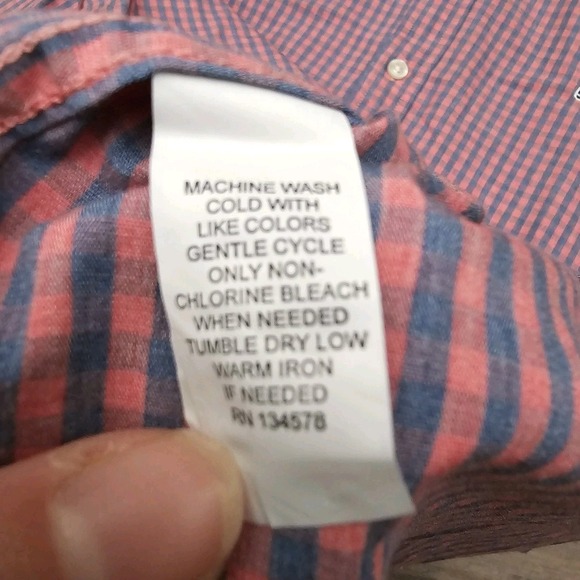 MACHINE WASH
COLD WITH
LIKE COLORS
GENTLE CYCLE
ONLY NON-
CHLORINE BLEACH
WHEN NEEDED
TUMBLE DRY LOW
WARM IRON
IF NEEDED
RN 134578